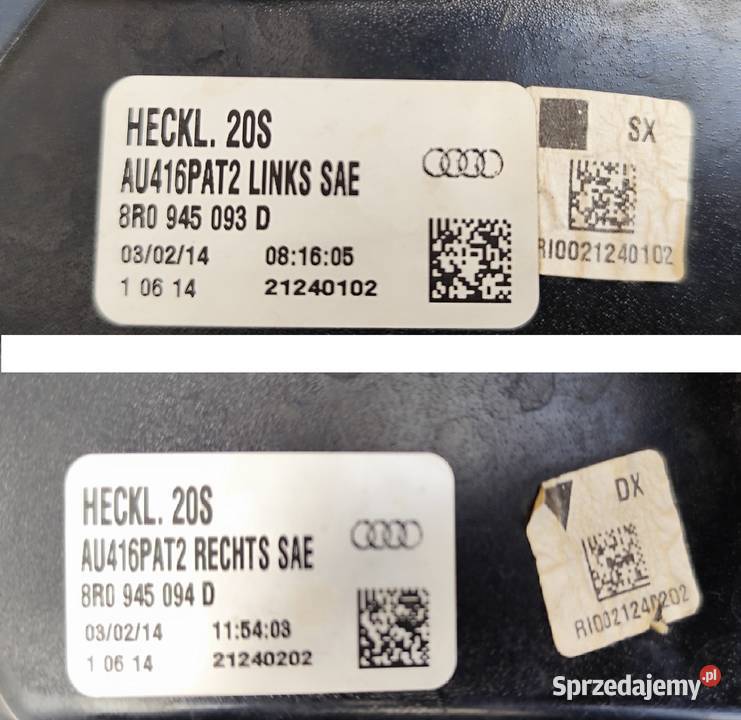 HECKL. 20S
AU416PAT2 LINKS SAE
8R0 945 093 D
03/02/14 08:16:05
1 06 14 21240102
SX
RI0021240102
HECKL. 20S
AU416PAT2 RECHTS SAE
8R0 945 094 D
03/02/14 11:54:03
1 06 14 21240202
DX
RI0021240202
Sprzedajemy.pl